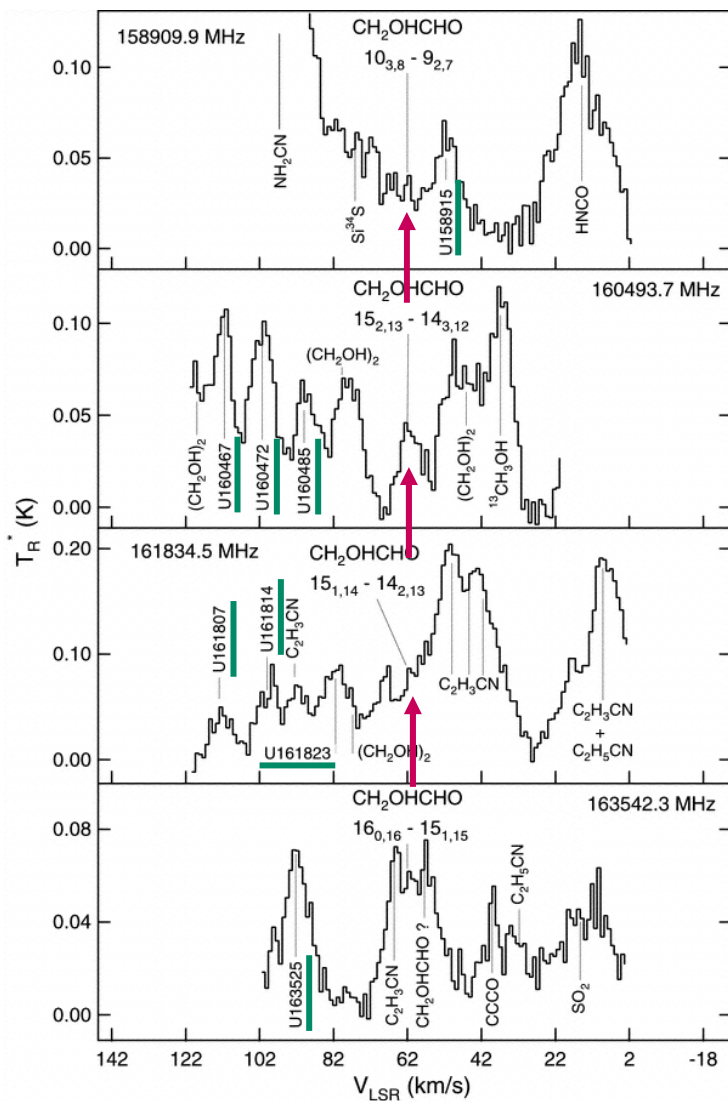 158909.9 MHz
CH₂OHCHO
10₃,₈ - 9₂,₇
0.10
0.05
0.00
NH₂CN
Si³⁴S
U158915
HNCO
CH₂OHCHO
160493.7 MHz
15₂,₁₃ - 14₃,₁₂
0.10
0.05
0.00
(CH₂OH)₂
U160467
U160472
U160485
(CH₂OH)₂
(CH₂OH)₂
¹³CH₃OH
T_R* (K)
161834.5 MHz
CH₂OHCHO
15₁,₁₄ - 14₂,₁₃
0.20
0.10
0.00
U161807
U161814
C₂H₃CN
U161823
(CH₂OH)₂
C₂H₃CN
C₂H₃CN
+
C₂H₅CN
CH₂OHCHO
163542.3 MHz
16₀,₁₆ - 15₁,₁₅
0.08
0.04
0.00
U163525
C₂H₃CN
CH₂OHCHO ?
CCCO
C₂H₅CN
SO₂
142 122 102 82 62 42 22 2 -18
V_LSR (km/s)